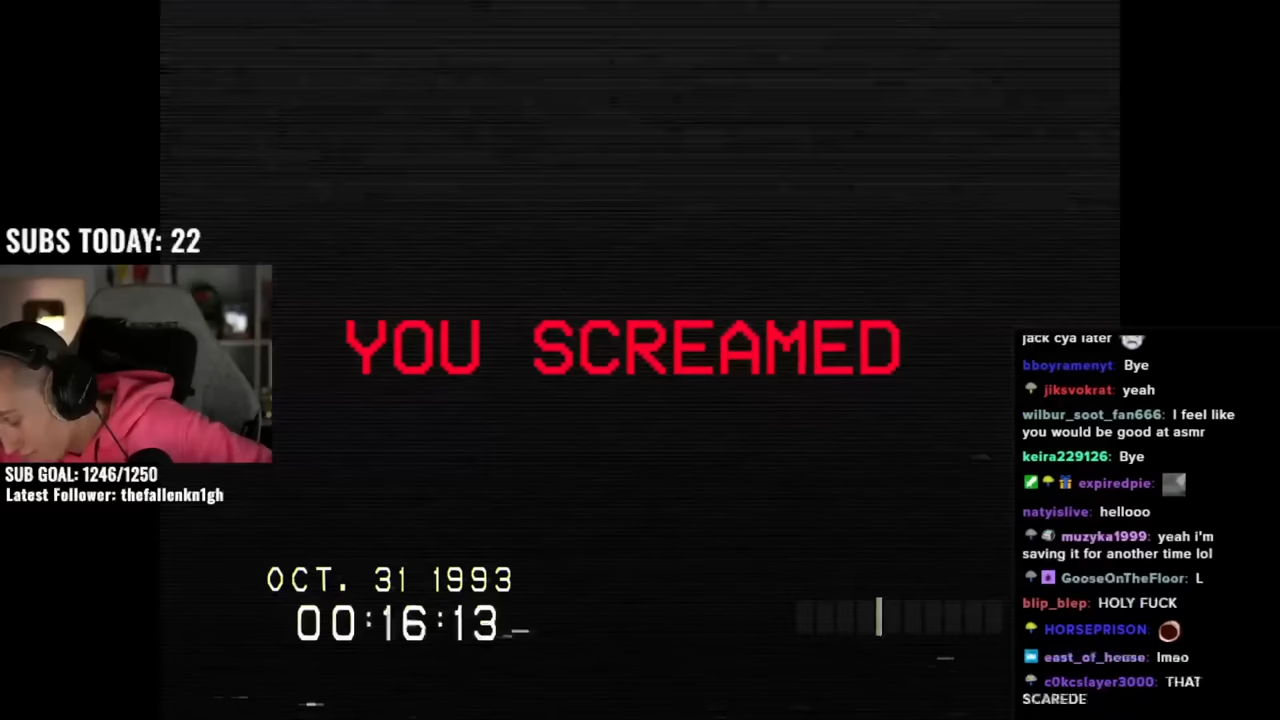 SUBS TODAY: 22
YOU SCREAMED
SUB GOAL: 1246/1250
Latest Follower: thefallenkn1gh
OCT. 31 1993
00:16:13
jack cya later
bboyramenyt: Bye
jiksvokrat: yeah
wilbur_soot_fan666: I feel like
you would be good at asmr
keira229126: Bye
expiredpie:
natyislive: hellooo
muzyka1999: yeah i'm
saving it for another time lol
GooseOnTheFloor: L
blip_blep: HOLY FUCK
HORSEPRISON:
east_of_house: lmao
c0kcslayer3000: THAT
SCAREDE